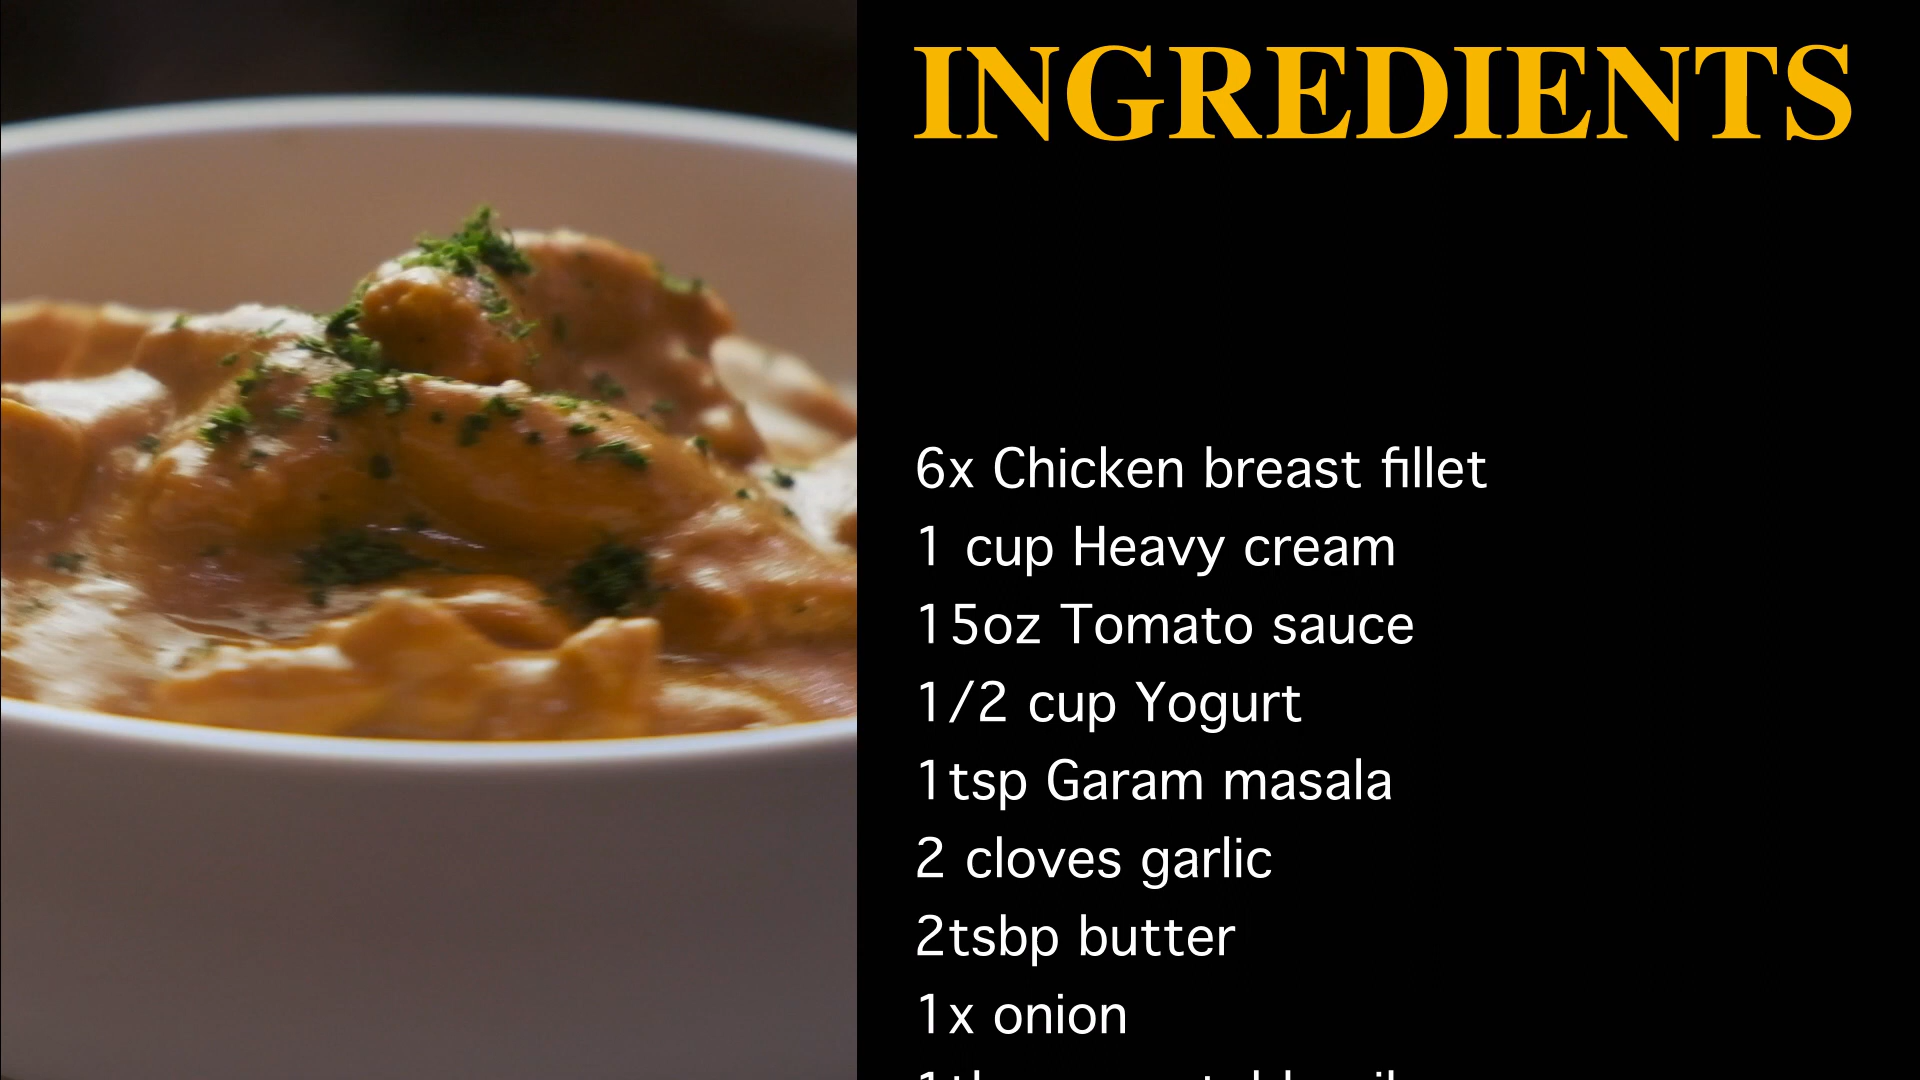 INGREDIENTS
6x Chicken breast fillet
1 cup Heavy cream
15oz Tomato sauce
1/2 cup Yogurt
1tsp Garam masala
2 cloves garlic
2tsbp butter
1x onion